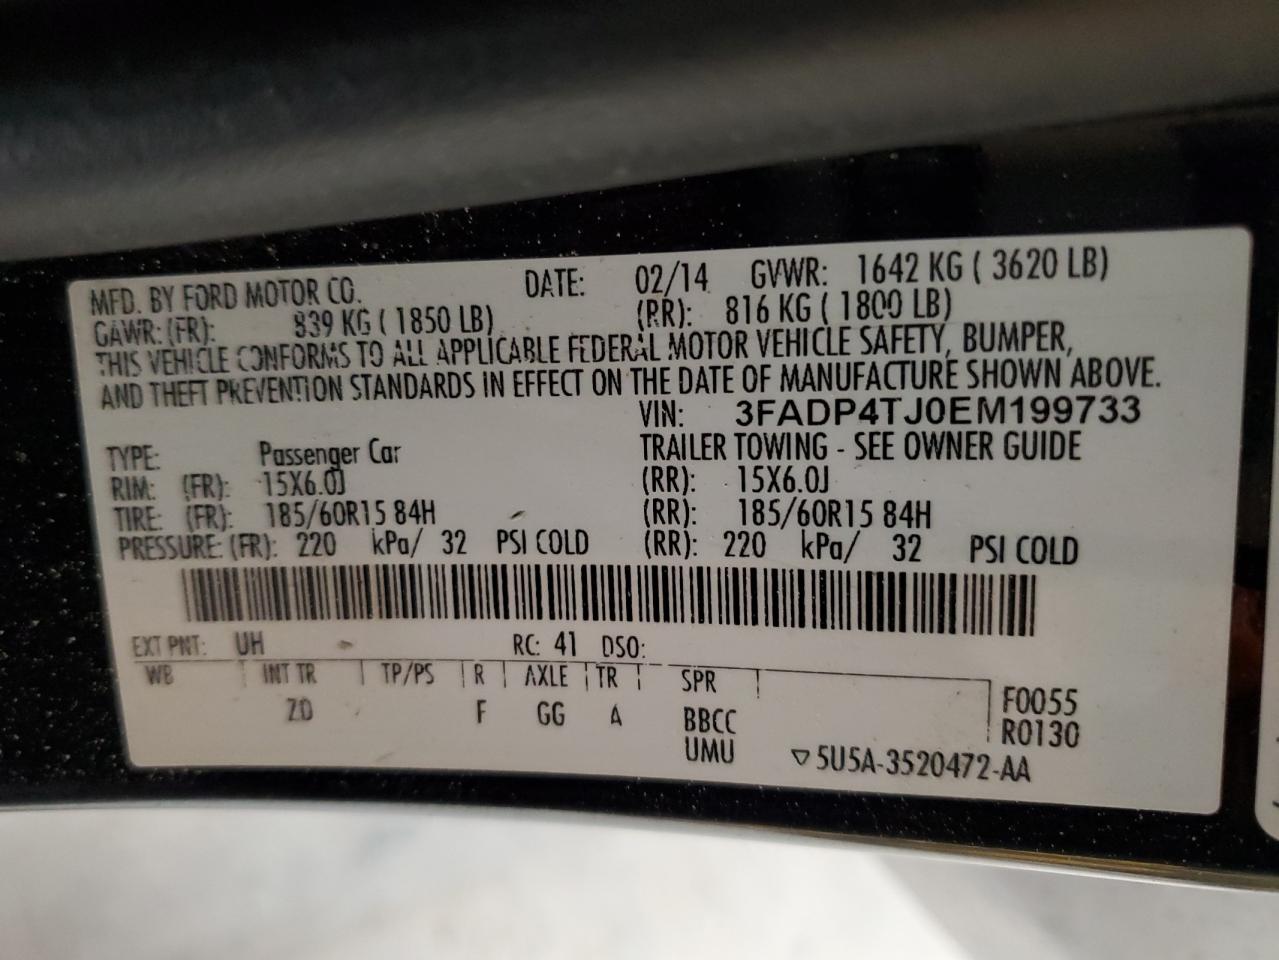 MFD. BY FORD MOTOR CO. DATE: 02/14 GVWR: 1642 KG ( 3620 LB)
GAWR: (FR): 839 KG ( 1850 LB) (RR): 816 KG ( 1800 LB)
THIS VEHICLE CONFORMS TO ALL APPLICABLE FEDERAL MOTOR VEHICLE SAFETY, BUMPER,
AND THEFT PREVENTION STANDARDS IN EFFECT ON THE DATE OF MANUFACTURE SHOWN ABOVE.
VIN: 3FADP4TJ0EM199733
TYPE: Passenger Car TRAILER TOWING - SEE OWNER GUIDE
RIM: (FR): 15X6.0J (RR): 15X6.0J
TIRE: (FR): 185/60R15 84H (RR): 185/60R15 84H
PRESSURE: (FR): 220 kPa/ 32 PSI COLD (RR): 220 kPa/ 32 PSI COLD
EXT PNT: UH RC: 41 DSO:
WB INT TR TP/PS R AXLE TR SPR F0055
ZD F GG A BBCC R0130
UMU ▽5U5A-3520472-AA